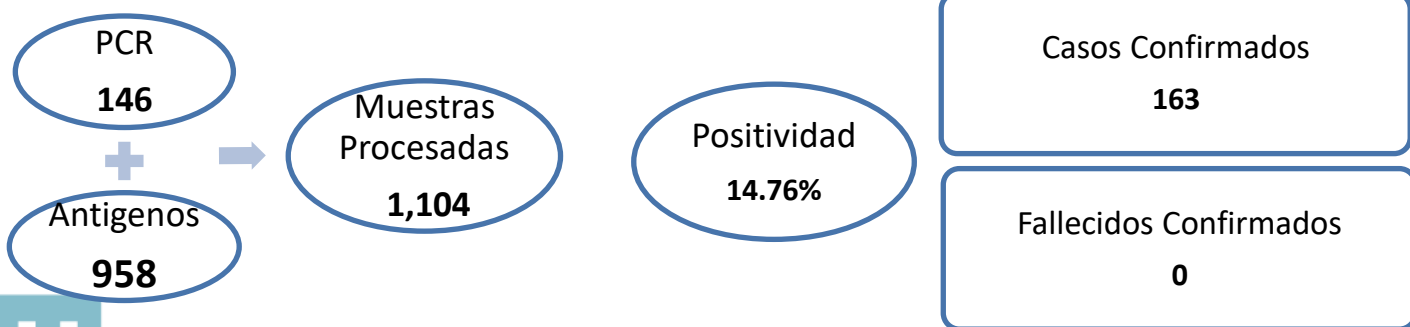 PCR
146
Antigenos
958
Muestras
Procesadas
1,104
Positividad
14.76%
Casos Confirmados
163
Fallecidos Confirmados
0